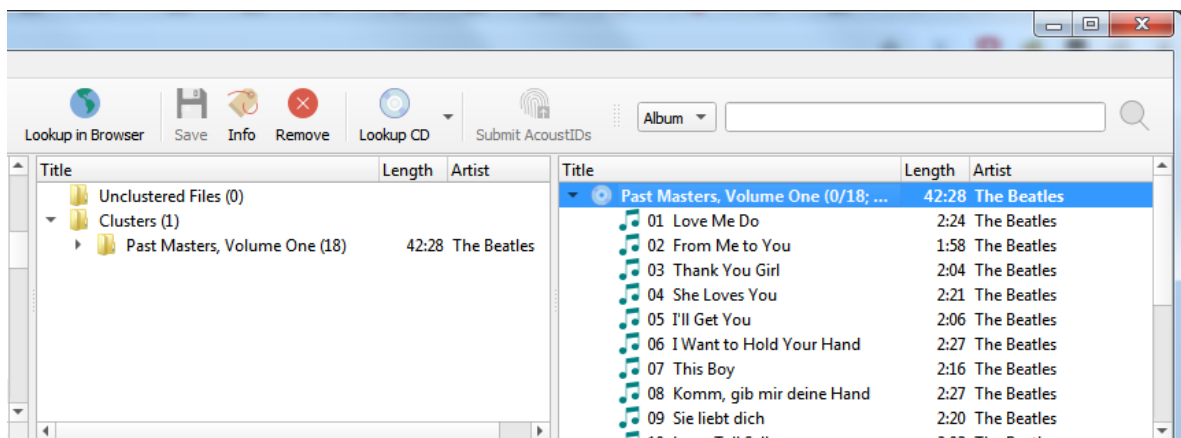 Lookup in Browser Save Info Remove Lookup CD Submit AcoustIDs Album
Title Length Artist
Unclustered Files (0)
Clusters (1)
Past Masters, Volume One (18) 42:28 The Beatles
Title Length Artist
Past Masters, Volume One (0/18; ... 42:28 The Beatles
01 Love Me Do 2:24 The Beatles
02 From Me to You 1:58 The Beatles
03 Thank You Girl 2:04 The Beatles
04 She Loves You 2:21 The Beatles
05 I'll Get You 2:06 The Beatles
06 I Want to Hold Your Hand 2:27 The Beatles
07 This Boy 2:16 The Beatles
08 Komm, gib mir deine Hand 2:27 The Beatles
09 Sie liebt dich 2:20 The Beatles